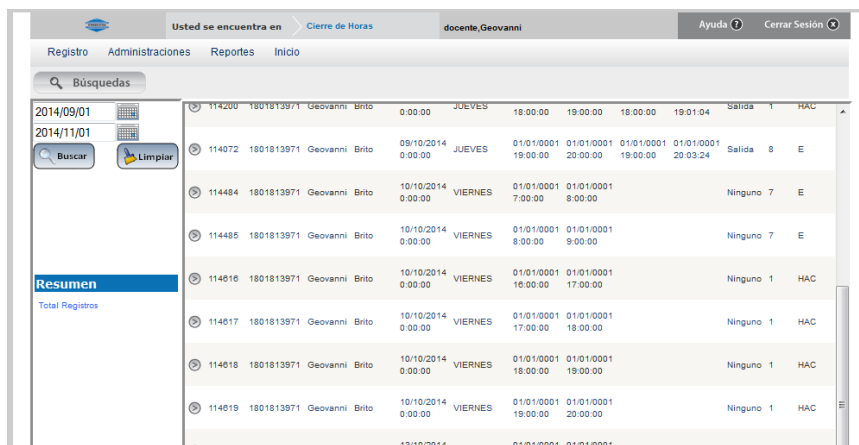 Usted se encuentra en Cierre de Horas docente,Geovanni Ayuda ? Cerrar Sesión X
Registro Administraciones Reportes Inicio
Búsquedas
2014/09/01
2014/11/01
Buscar Limpiar
Resumen
Total Registros
114200 1801813971 Geovanni Brito 0:00:00 JUEVES 18:00:00 19:00:00 18:00:00 19:01:04 Salida 1 HAC
09/10/2014 01/01/0001 01/01/0001 01/01/0001 01/01/0001
114072 1801813971 Geovanni Brito JUEVES Salida 8 E
0:00:00 19:00:00 20:00:00 19:00:00 20:03:24
10/10/2014 01/01/0001 01/01/0001
114484 1801813971 Geovanni Brito VIERNES Ninguno 7 E
0:00:00 7:00:00 8:00:00
10/10/2014 01/01/0001 01/01/0001
114485 1801813971 Geovanni Brito VIERNES Ninguno 7 E
0:00:00 8:00:00 9:00:00
10/10/2014 01/01/0001 01/01/0001
114616 1801813971 Geovanni Brito VIERNES Ninguno 1 HAC
0:00:00 16:00:00 17:00:00
10/10/2014 01/01/0001 01/01/0001
114617 1801813971 Geovanni Brito VIERNES Ninguno 1 HAC
0:00:00 17:00:00 18:00:00
10/10/2014 01/01/0001 01/01/0001
114618 1801813971 Geovanni Brito VIERNES Ninguno 1 HAC
0:00:00 18:00:00 19:00:00
10/10/2014 01/01/0001 01/01/0001
114619 1801813971 Geovanni Brito VIERNES Ninguno 1 HAC
0:00:00 19:00:00 20:00:00
13/10/2014 01/01/0001 01/01/0001